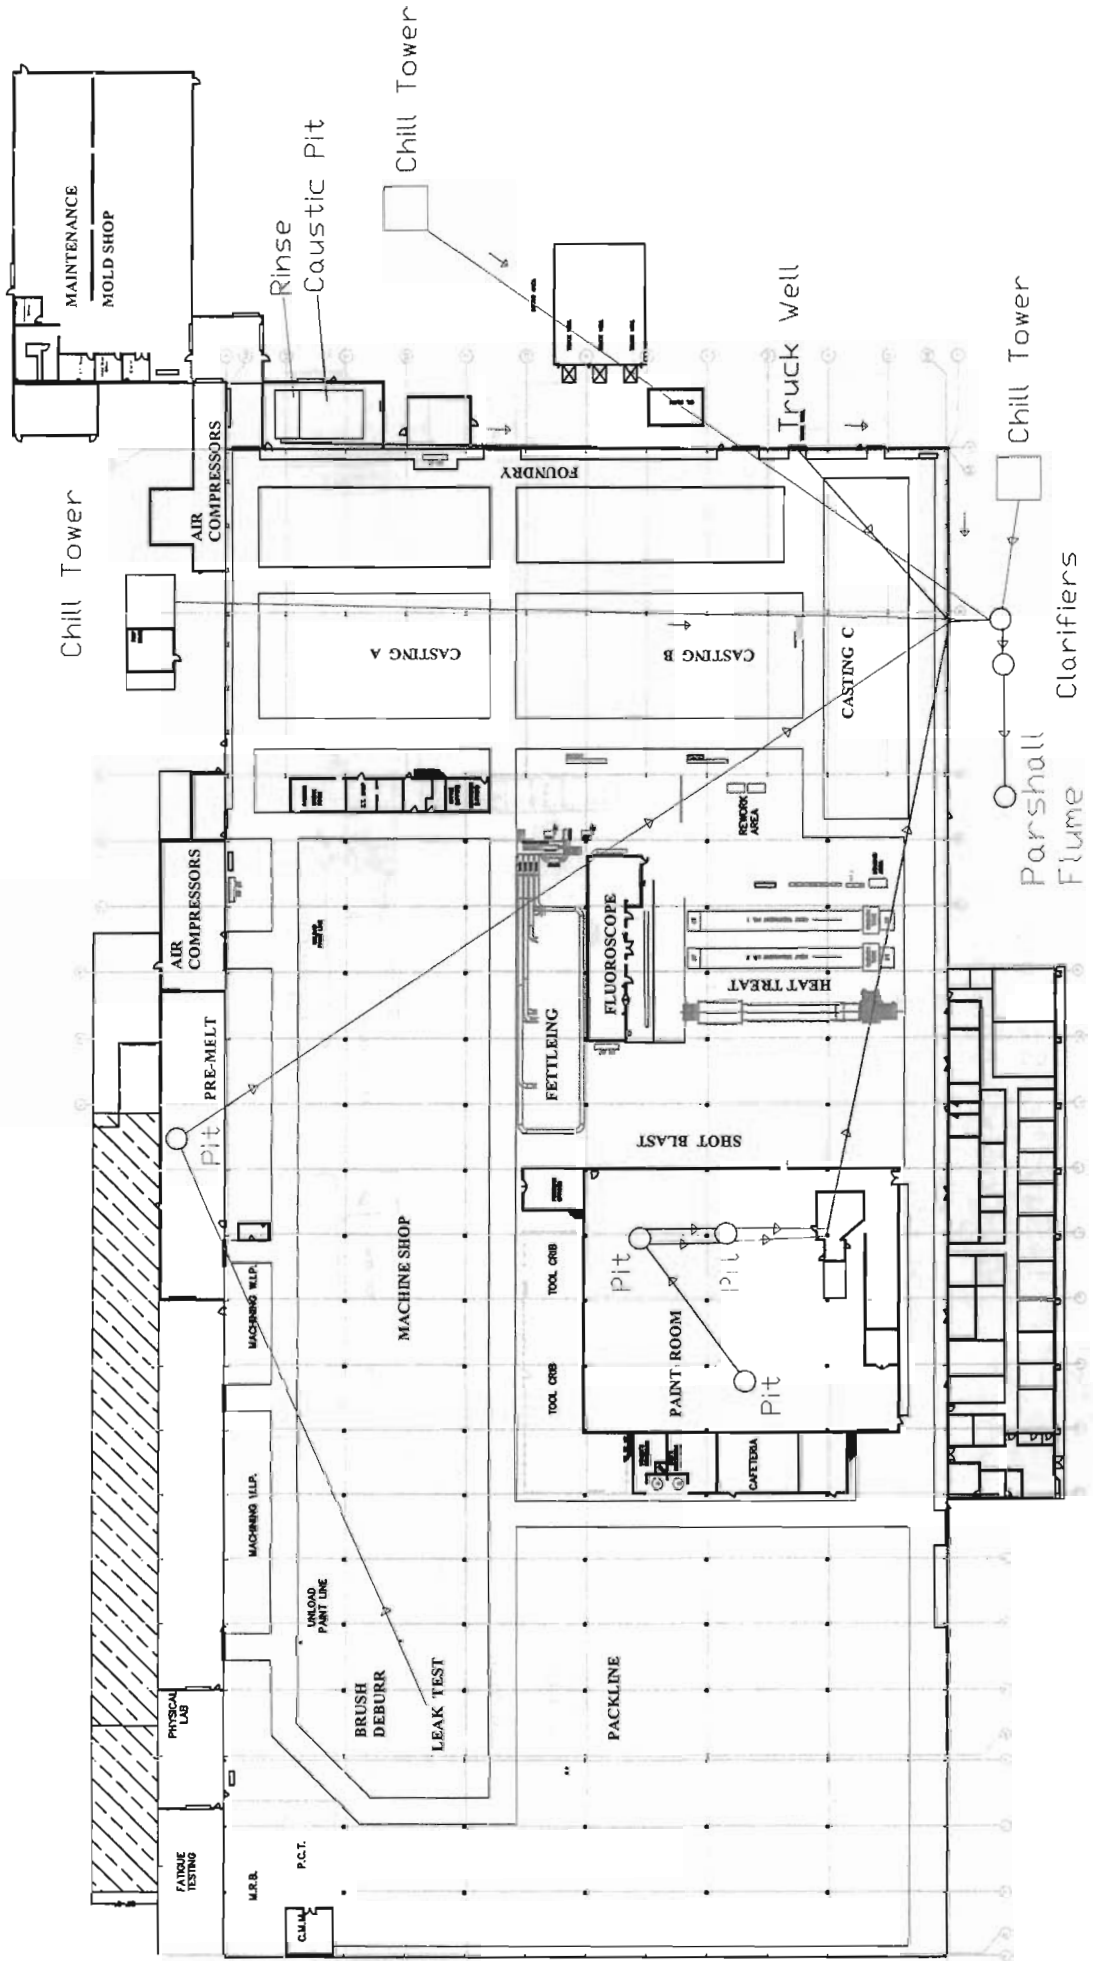 MAINTENANCE
MOLD SHOP
Rinse
Caustic Pit
Chill Tower
Truck Well
Chill Tower
AIR
COMPRESSORS
FOUNDRY
Chill Tower
CASTING A
CASTING B
CASTING C
Clarifiers
Parshall
Flume
REWORK
AREA
AIR
COMPRESSORS
PRE-MELT
Pit
FETTLEING
FLUOROSCOPE
HEAT TREAT
SHOT BLAST
MACHINE SHOP
MACHINING W.I.P.
TOOL CRIB
TOOL CRIB
Pit
Pit
Pit
PAINT ROOM
CAFETERIA
MACHINING W.I.P.
UNLOAD
PAINT LINE
BRUSH
DEBURR
LEAK TEST
PACKLINE
PHYSICAL
LAB
FATIGUE
TESTING
M.R.B.
P.C.T.
C.M.M.